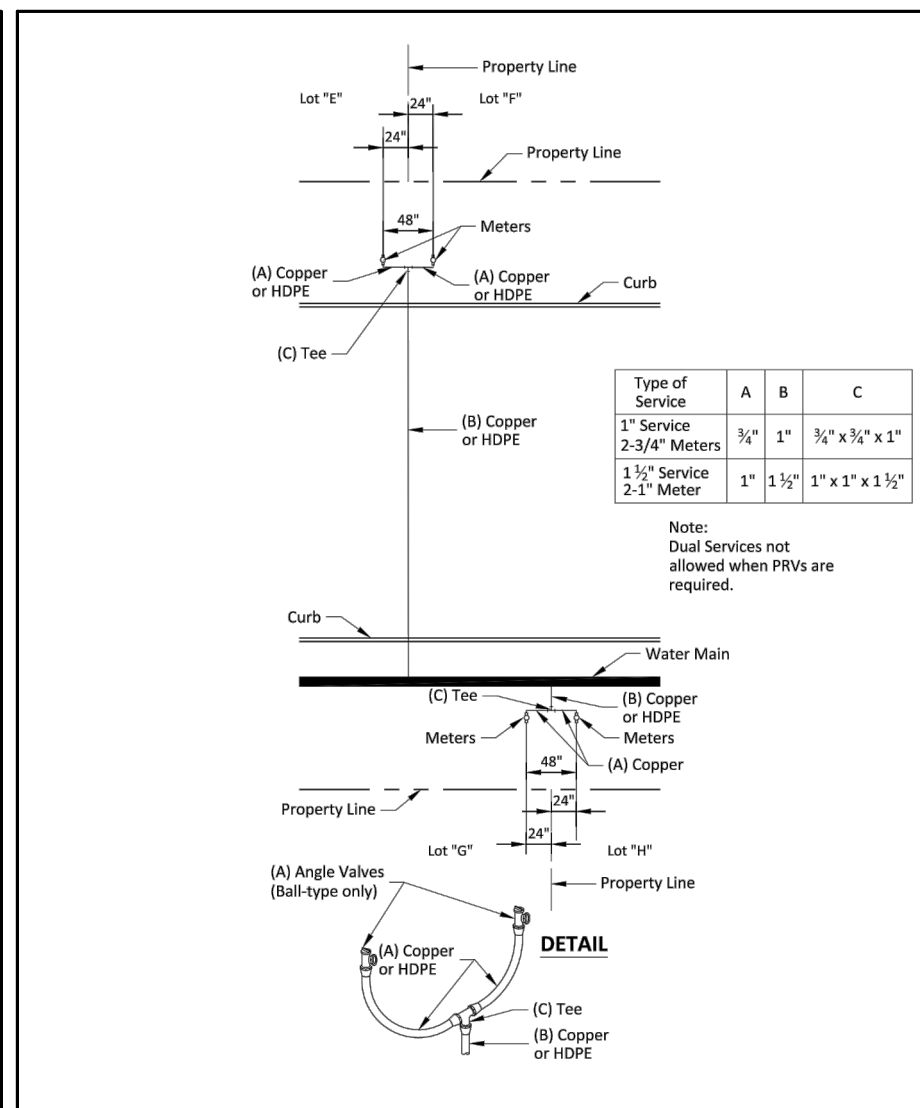 Property Line
Lot "E"
24"
Lot "F"
24"
Property Line
48"
Meters
(A) Copper
or HDPE
(A) Copper
or HDPE
Curb
(C) Tee
(B) Copper
or HDPE
Type of
Service
A
B
C
1" Service
2-3/4" Meters
¾"
1"
¾" x ¾" x 1"
1 ½" Service
2-1" Meter
1"
1 ½"
1" x 1" x 1 ½"
Note:
Dual Services not
allowed when PRVs are
required.
Curb
Water Main
(C) Tee
(B) Copper
or HDPE
Meters
Meters
48"
(A) Copper
Property Line
24"
24"
Lot "G"
Lot "H"
Property Line
(A) Angle Valves
(Ball-type only)
DETAIL
(A) Copper
or HDPE
(C) Tee
(B) Copper
or HDPE